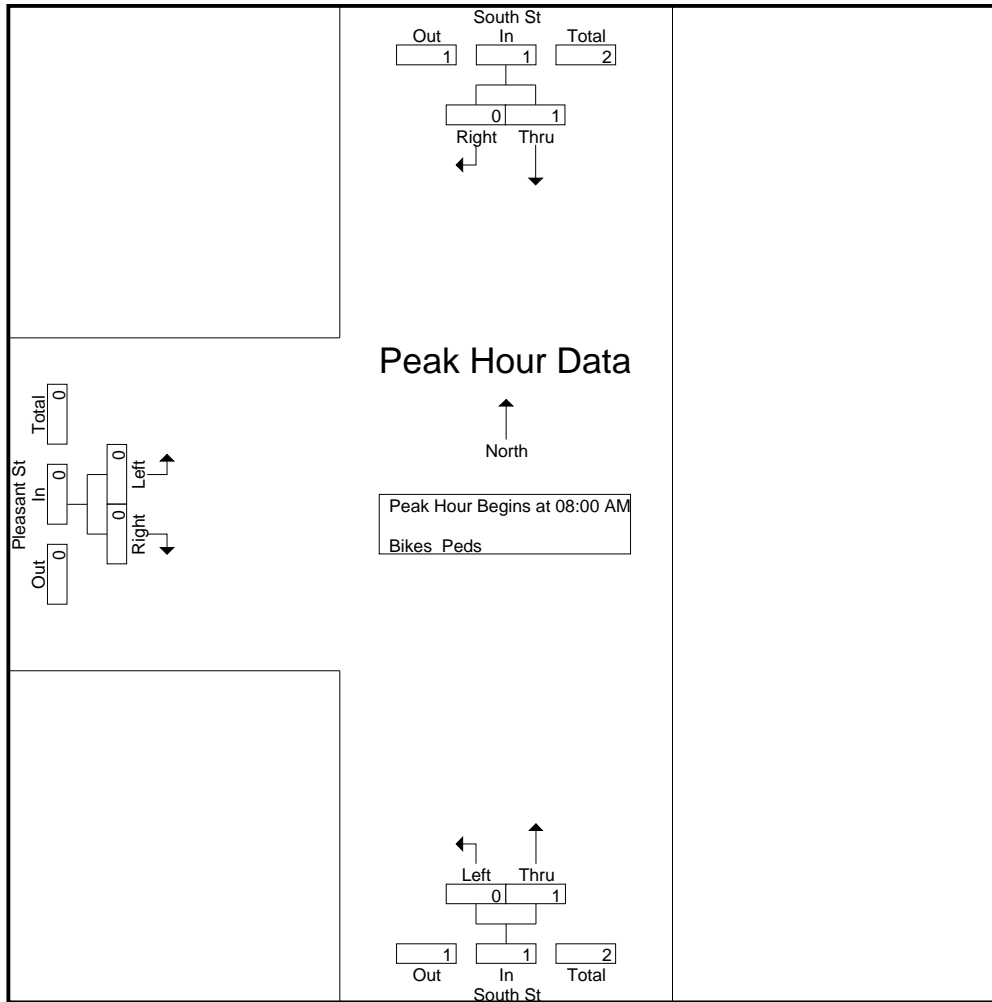 South St
Out In Total
1 1 2
0 1
Right Thru
Peak Hour Data
North
Peak Hour Begins at 08:00 AM
Bikes Peds
Pleasant St
Out In Total
0 0 0
Right Left
0 0
Left Thru
0 1
1 1 2
Out In Total
South St